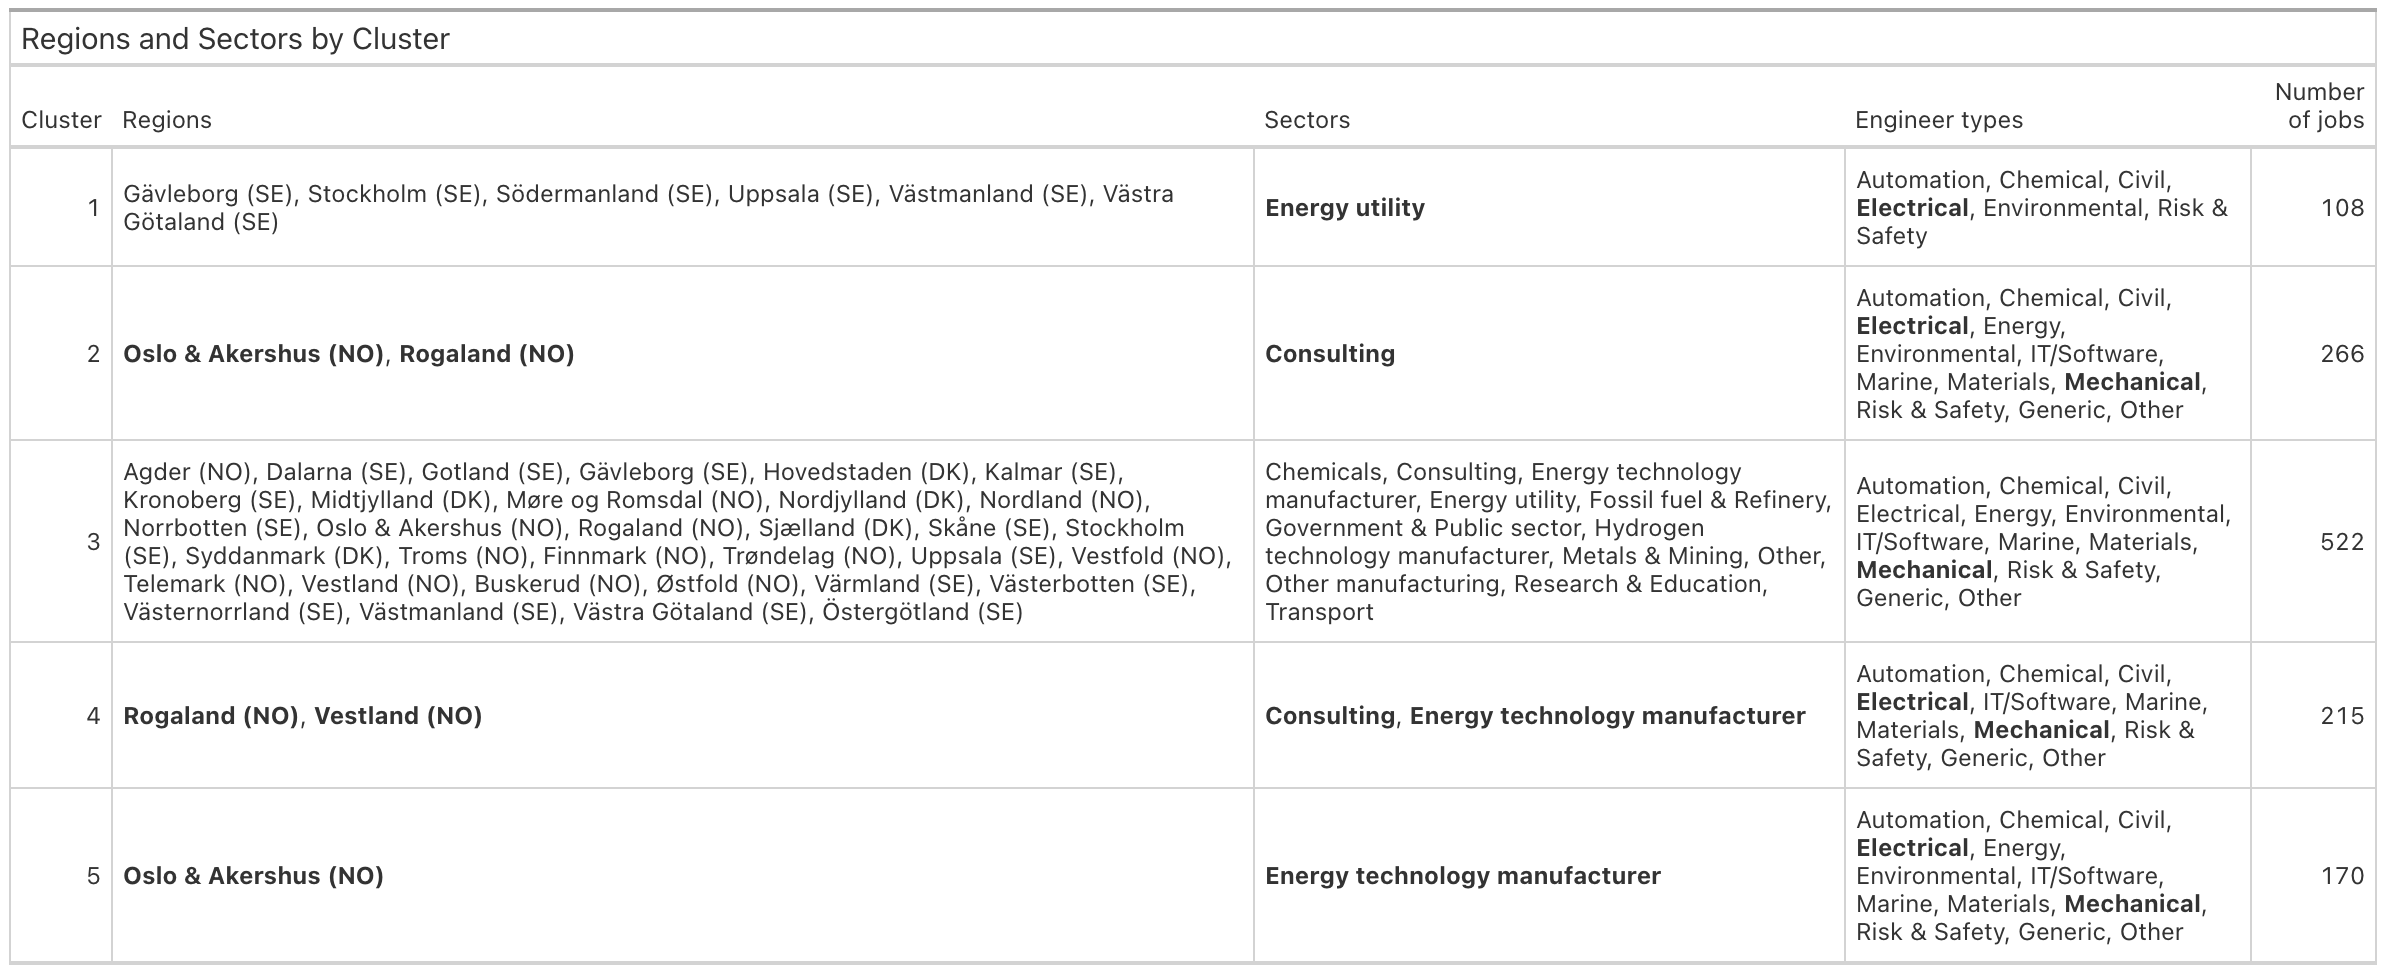 Regions and Sectors by Cluster
Cluster Regions Sectors Engineer types Number of jobs
1
Gävleborg (SE), Stockholm (SE), Södermanland (SE), Uppsala (SE), Västmanland (SE), Västra
Götaland (SE)
Energy utility
Automation, Chemical, Civil,
Electrical, Environmental, Risk &
Safety
108
2
Oslo & Akershus (NO), Rogaland (NO)
Consulting
Automation, Chemical, Civil,
Electrical, Energy,
Environmental, IT/Software,
Marine, Materials, Mechanical,
Risk & Safety, Generic, Other
266
3
Agder (NO), Dalarna (SE), Gotland (SE), Gävleborg (SE), Hovedstaden (DK), Kalmar (SE),
Kronoberg (SE), Midtjylland (DK), Møre og Romsdal (NO), Nordjylland (DK), Nordland (NO),
Norrbotten (SE), Oslo & Akershus (NO), Rogaland (NO), Sjælland (DK), Skåne (SE), Stockholm
(SE), Syddanmark (DK), Troms (NO), Finnmark (NO), Trøndelag (NO), Uppsala (SE), Vestfold (NO),
Telemark (NO), Vestland (NO), Buskerud (NO), Østfold (NO), Värmland (SE), Västerbotten (SE),
Västernorrland (SE), Västmanland (SE), Västra Götaland (SE), Östergötland (SE)
Chemicals, Consulting, Energy technology
manufacturer, Energy utility, Fossil fuel & Refinery,
Government & Public sector, Hydrogen
technology manufacturer, Metals & Mining, Other,
Other manufacturing, Research & Education,
Transport
Automation, Chemical, Civil,
Electrical, Energy, Environmental,
IT/Software, Marine, Materials,
Mechanical, Risk & Safety,
Generic, Other
522
4
Rogaland (NO), Vestland (NO)
Consulting, Energy technology manufacturer
Automation, Chemical, Civil,
Electrical, IT/Software, Marine,
Materials, Mechanical, Risk &
Safety, Generic, Other
215
5
Oslo & Akershus (NO)
Energy technology manufacturer
Automation, Chemical, Civil,
Electrical, Energy,
Environmental, IT/Software,
Marine, Materials, Mechanical,
Risk & Safety, Generic, Other
170